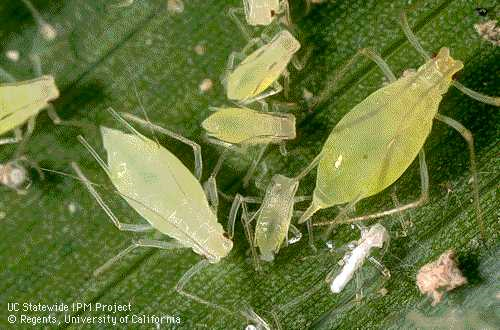 UC Statewide IPM Project
© Regents, University of California